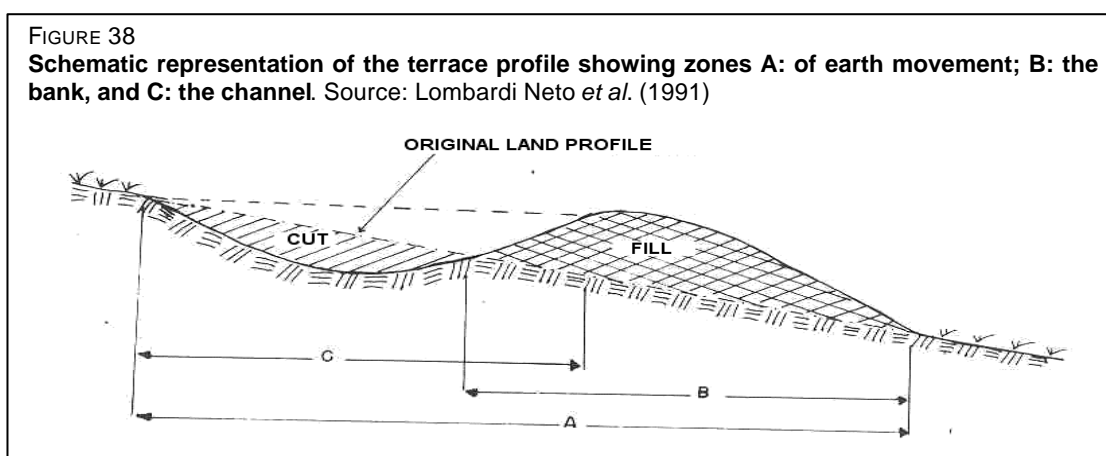 FIGURE 38
Schematic representation of the terrace profile showing zones A: of earth movement; B: the
bank, and C: the channel. Source: Lombardi Neto et al. (1991)
ORIGINAL LAND PROFILE
CUT
FILL
C
B
A